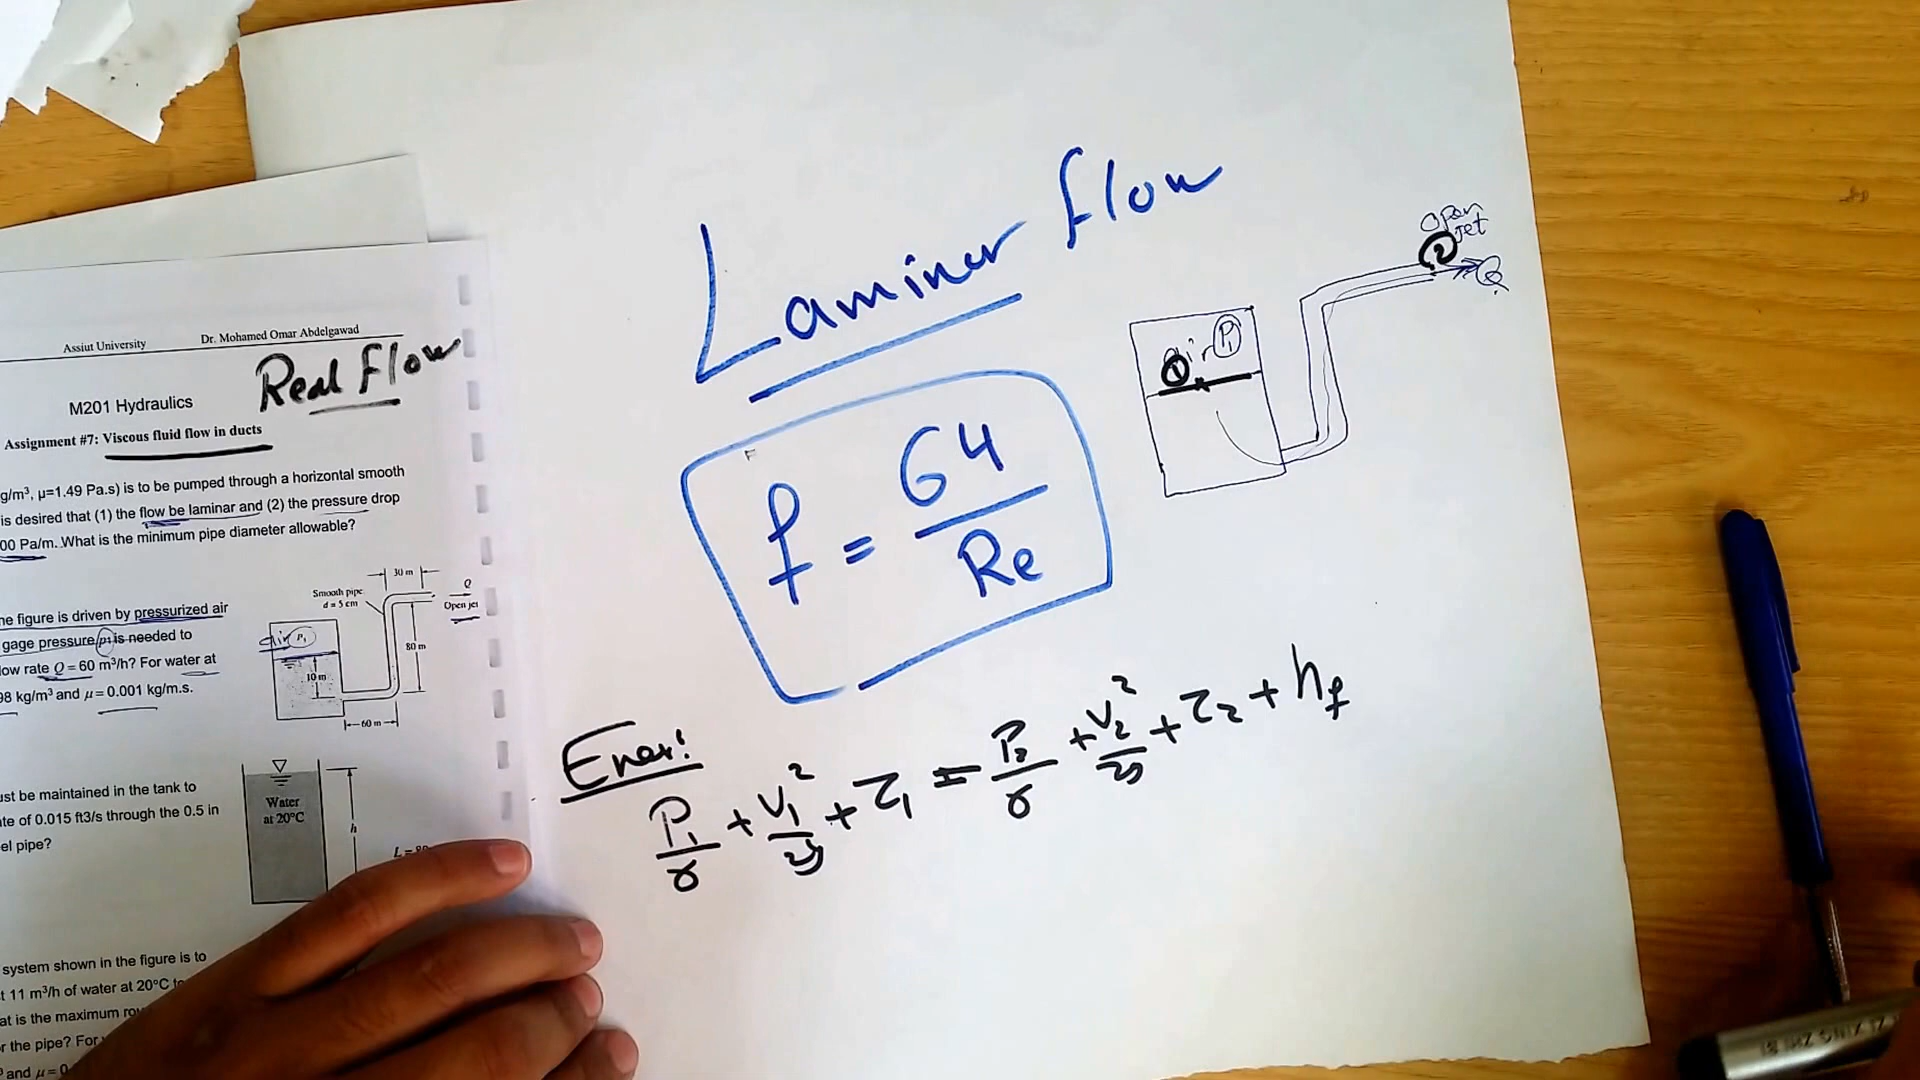 Assiut University Dr. Mohamed Omar Abdelgawad
Real Flow
M201 Hydraulics
Assignment #7: Viscous fluid flow in ducts
g/m³, μ=1.49 Pa.s) is to be pumped through a horizontal smooth
is desired that (1) the flow be laminar and (2) the pressure drop
00 Pa/m. What is the minimum pipe diameter allowable?
30 m
Smooth pipe
d = 5 cm
Q
Open jet
he figure is driven by pressurized air
gage pressure p₁ is needed to
low rate Q = 60 m³/h? For water at
98 kg/m³ and μ = 0.001 kg/m.s.
air P₁
80 m
10 m
60 m
ust be maintained in the tank to
ate of 0.015 ft3/s through the 0.5 in
el pipe?
Water
at 20°C
h
L =
system shown in the figure is to
t 11 m³/h of water at 20°C
at is the maximum
r the pipe? For
³ and μ = 0
Laminar flow
f = 64/Re
air P₁
1
Open
Jet
2
Q
Ener:
P₁/γ + V₁²/2g + Z₁ = P₂/γ + V₂²/2g + Z₂ + h_f